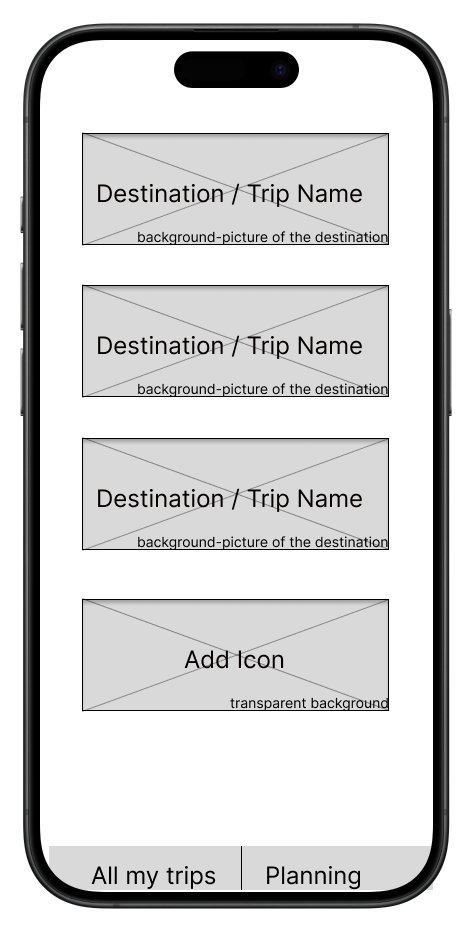 Destination / Trip Name
background-picture of the destination
Destination / Trip Name
background-picture of the destination
Destination / Trip Name
background-picture of the destination
Add Icon
transparent background
All my trips
Planning